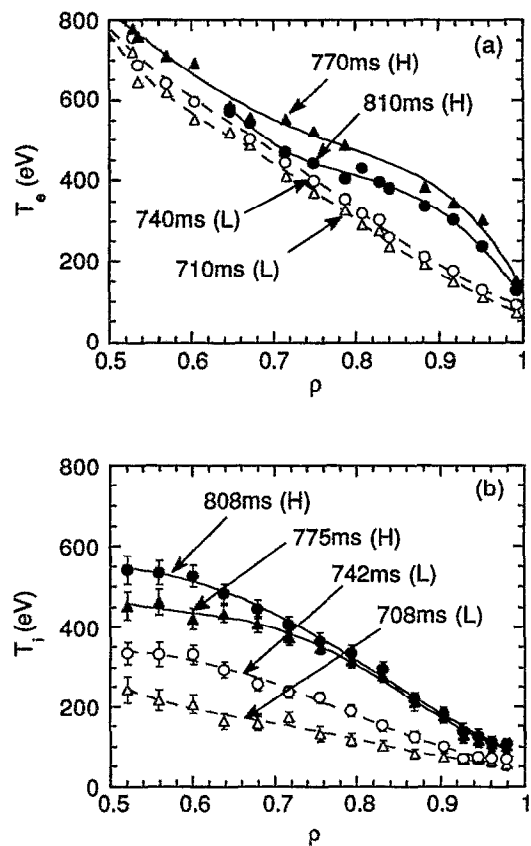 800
(a)
770ms (H)
600
810ms (H)
Te (eV)
400
740ms (L)
200
710ms (L)
0
0.5 0.6 0.7 0.8 0.9 1
ρ
800
(b)
808ms (H)
775ms (H)
600
742ms (L)
Ti (eV)
708ms (L)
400
200
0
0.5 0.6 0.7 0.8 0.9 1
ρ